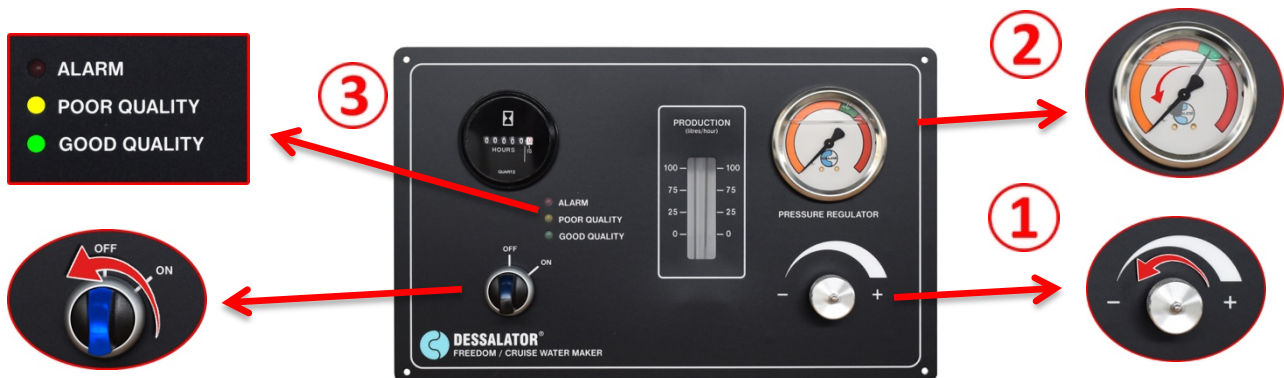 ALARM
POOR QUALITY
GOOD QUALITY
OFF
ON
3
HOURS
QUARTZ
ALARM
POOR QUALITY
GOOD QUALITY
OFF
ON
DESSALATOR®
FREEDOM / CRUISE WATER MAKER
PRODUCTION
(litres/hour)
100 100
75 75
25 25
0 0
PRESSURE REGULATOR
- +
2
1
- +